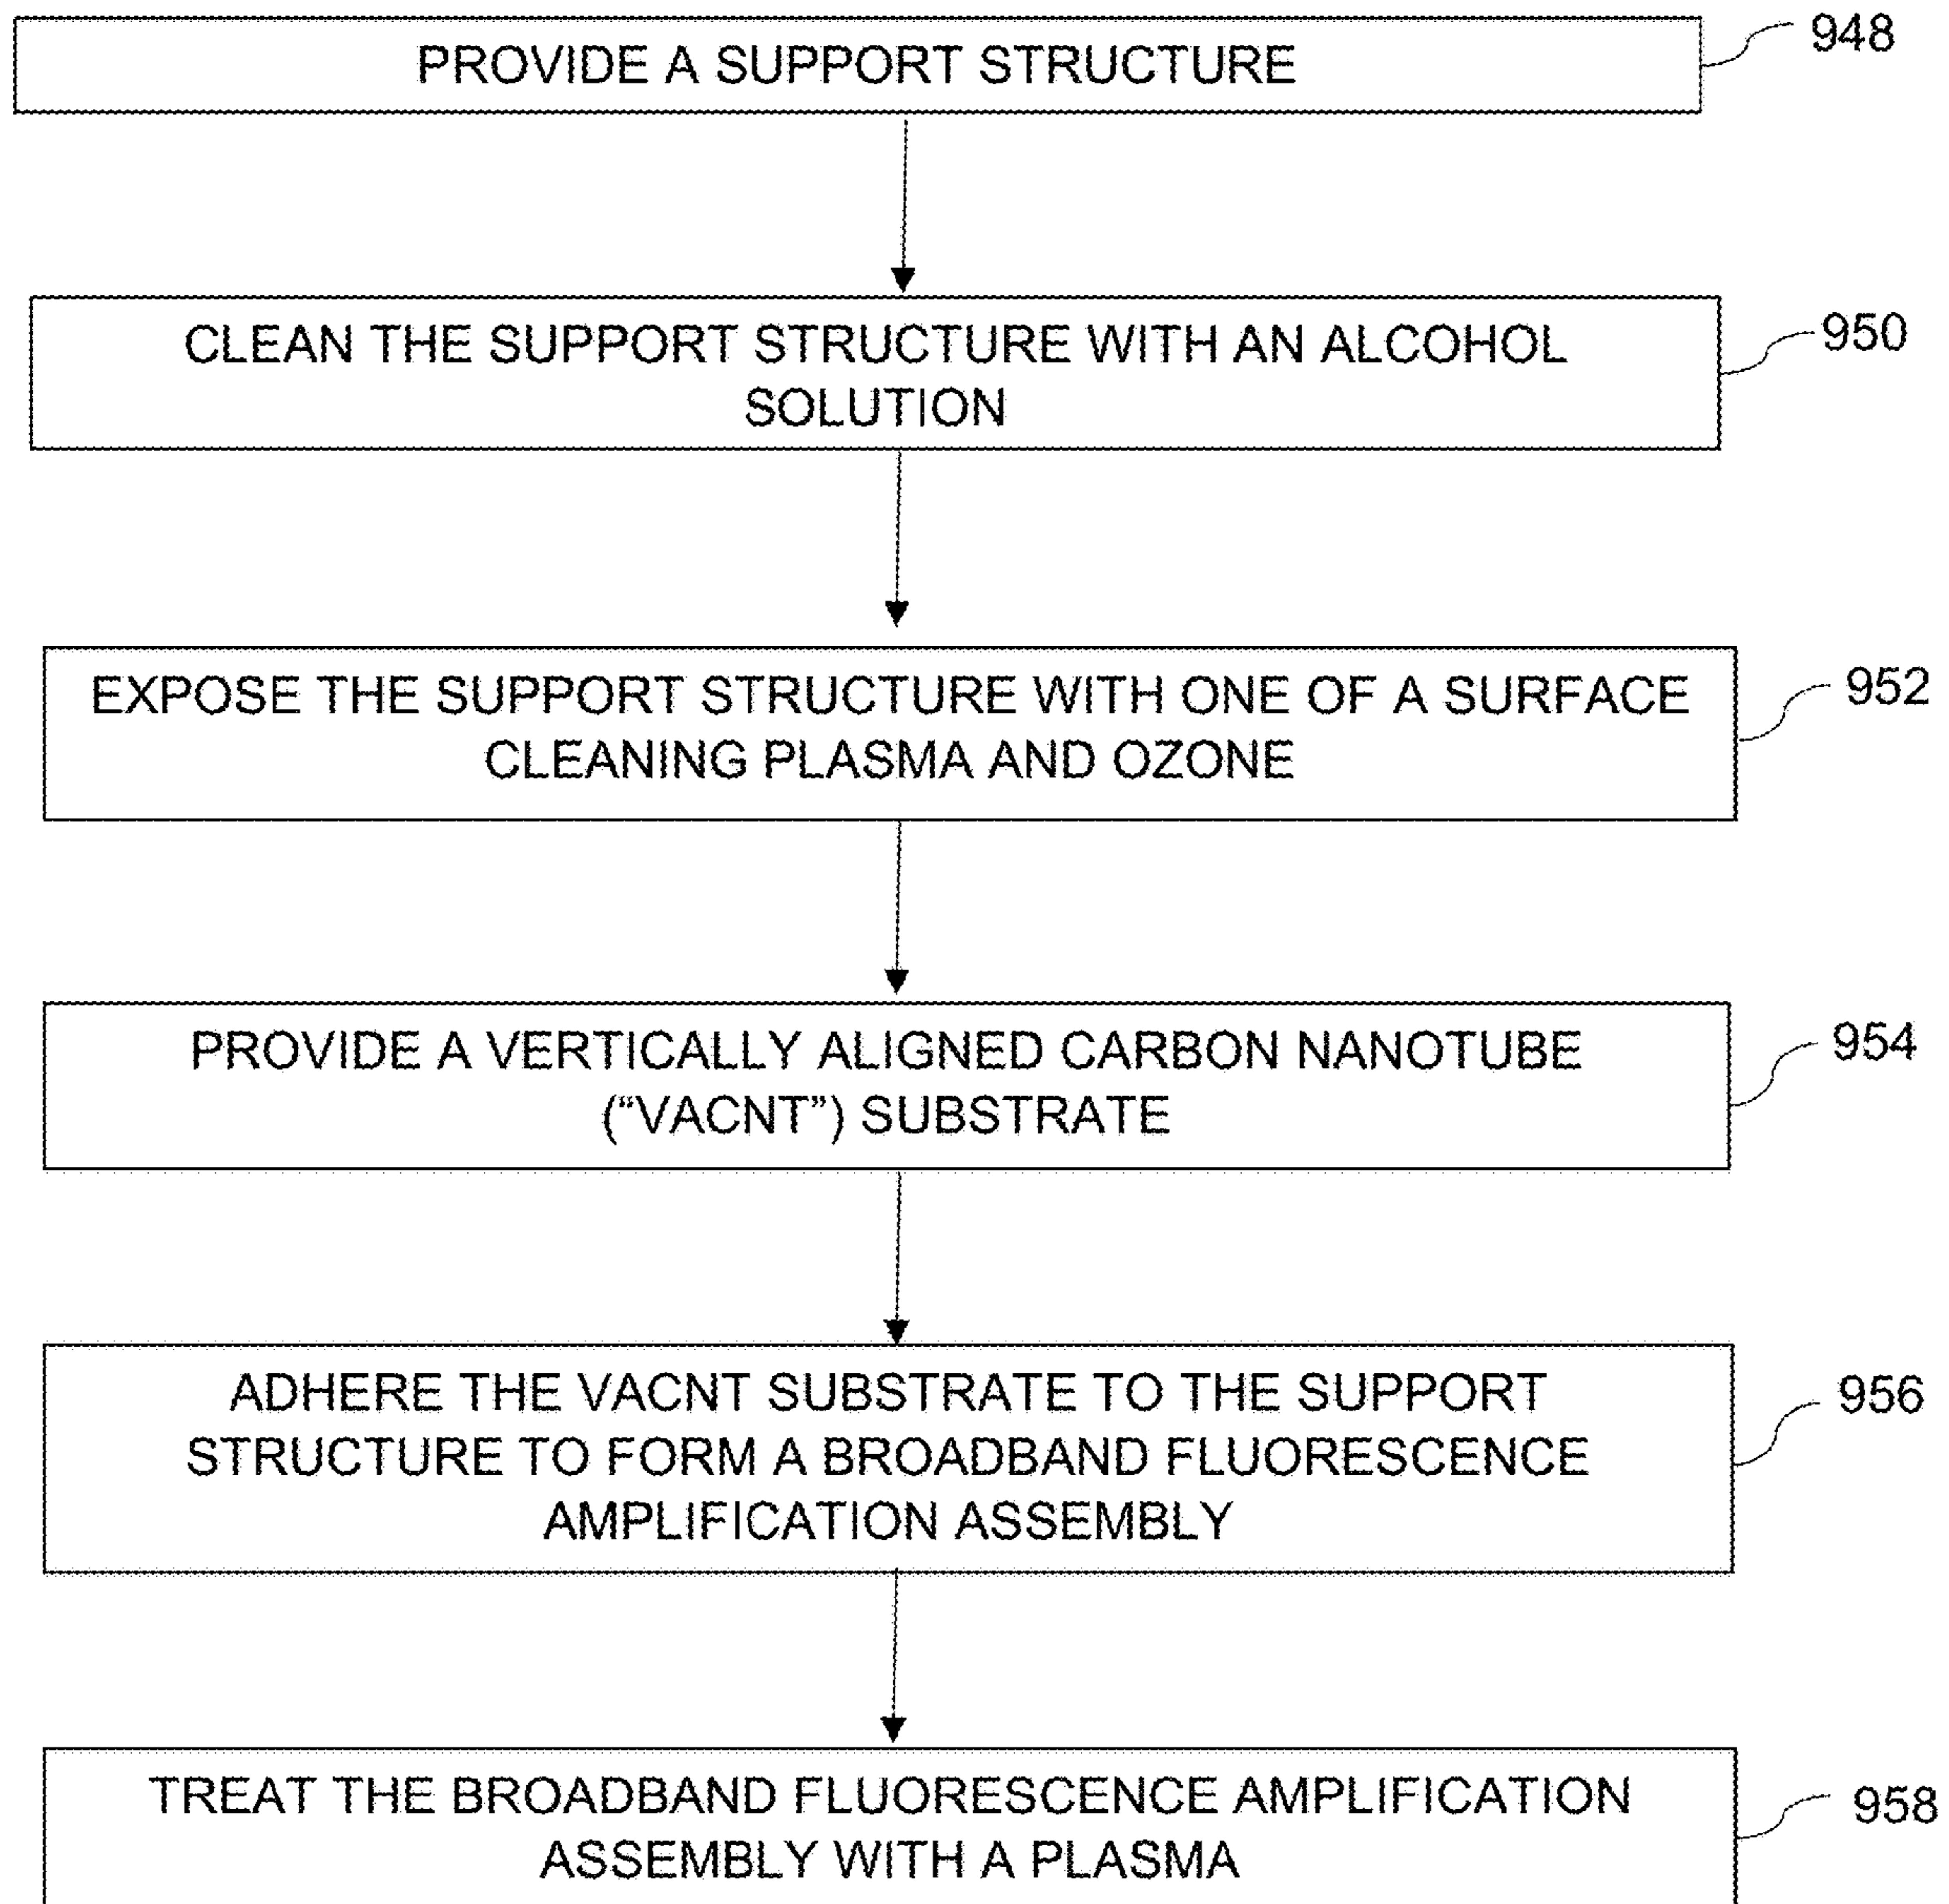 PROVIDE A SUPPORT STRUCTURE
948
CLEAN THE SUPPORT STRUCTURE WITH AN ALCOHOL
SOLUTION
950
EXPOSE THE SUPPORT STRUCTURE WITH ONE OF A SURFACE
CLEANING PLASMA AND OZONE
952
PROVIDE A VERTICALLY ALIGNED CARBON NANOTUBE
(“VACNT”) SUBSTRATE
954
ADHERE THE VACNT SUBSTRATE TO THE SUPPORT
STRUCTURE TO FORM A BROADBAND FLUORESCENCE
AMPLIFICATION ASSEMBLY
956
TREAT THE BROADBAND FLUORESCENCE AMPLIFICATION
ASSEMBLY WITH A PLASMA
958